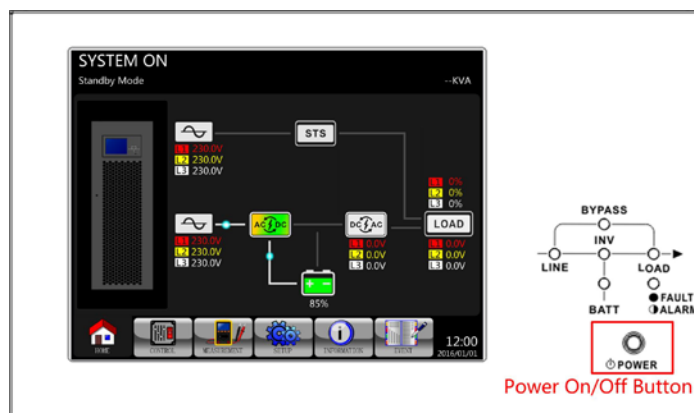 SYSTEM ON
Standby Mode
--KVA
STS
L1 230.0V
L2 230.0V
L3 230.0V
L1 0%
L2 0%
L3 0%
AC DC
DC AC
LOAD
L1 230.0V
L2 230.0V
L3 230.0V
L1 0.0V
L2 0.0V
L3 0.0V
L1 0.0V
L2 0.0V
L3 0.0V
85%
HOME
CONTROL
MEASUREMENT
SETUP
INFORMATION
EVENT
12:00
2016/01/01
BYPASS
INV
LINE
LOAD
BATT
FAULT
ALARM
POWER
Power On/Off Button